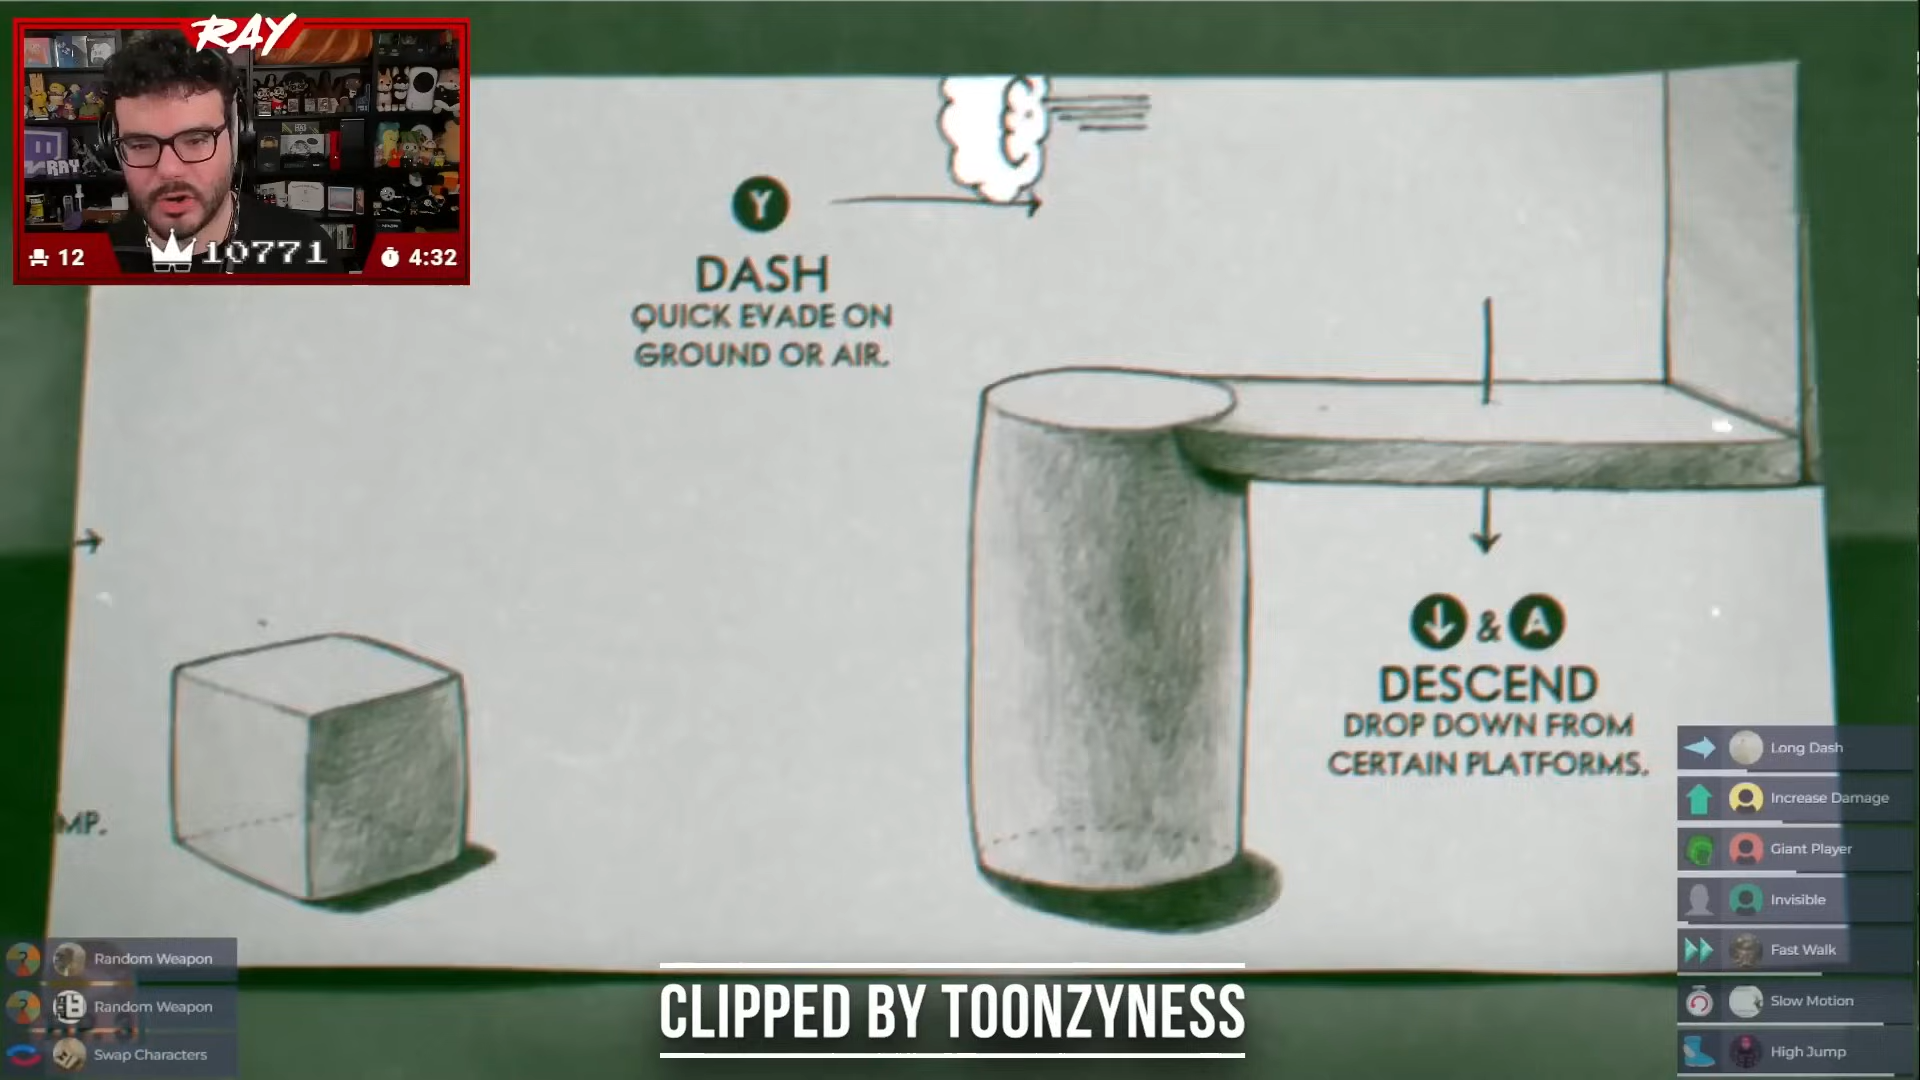 RAY
RAY
12
10771
4:32
Y
DASH
QUICK EVADE ON
GROUND OR AIR.
& A
DESCEND
DROP DOWN FROM
CERTAIN PLATFORMS.
MP.
Long Dash
Increase Damage
Giant Player
Invisible
Fast Walk
Slow Motion
High Jump
Random Weapon
Random Weapon
Swap Characters
CLIPPED BY TOONZYNESS